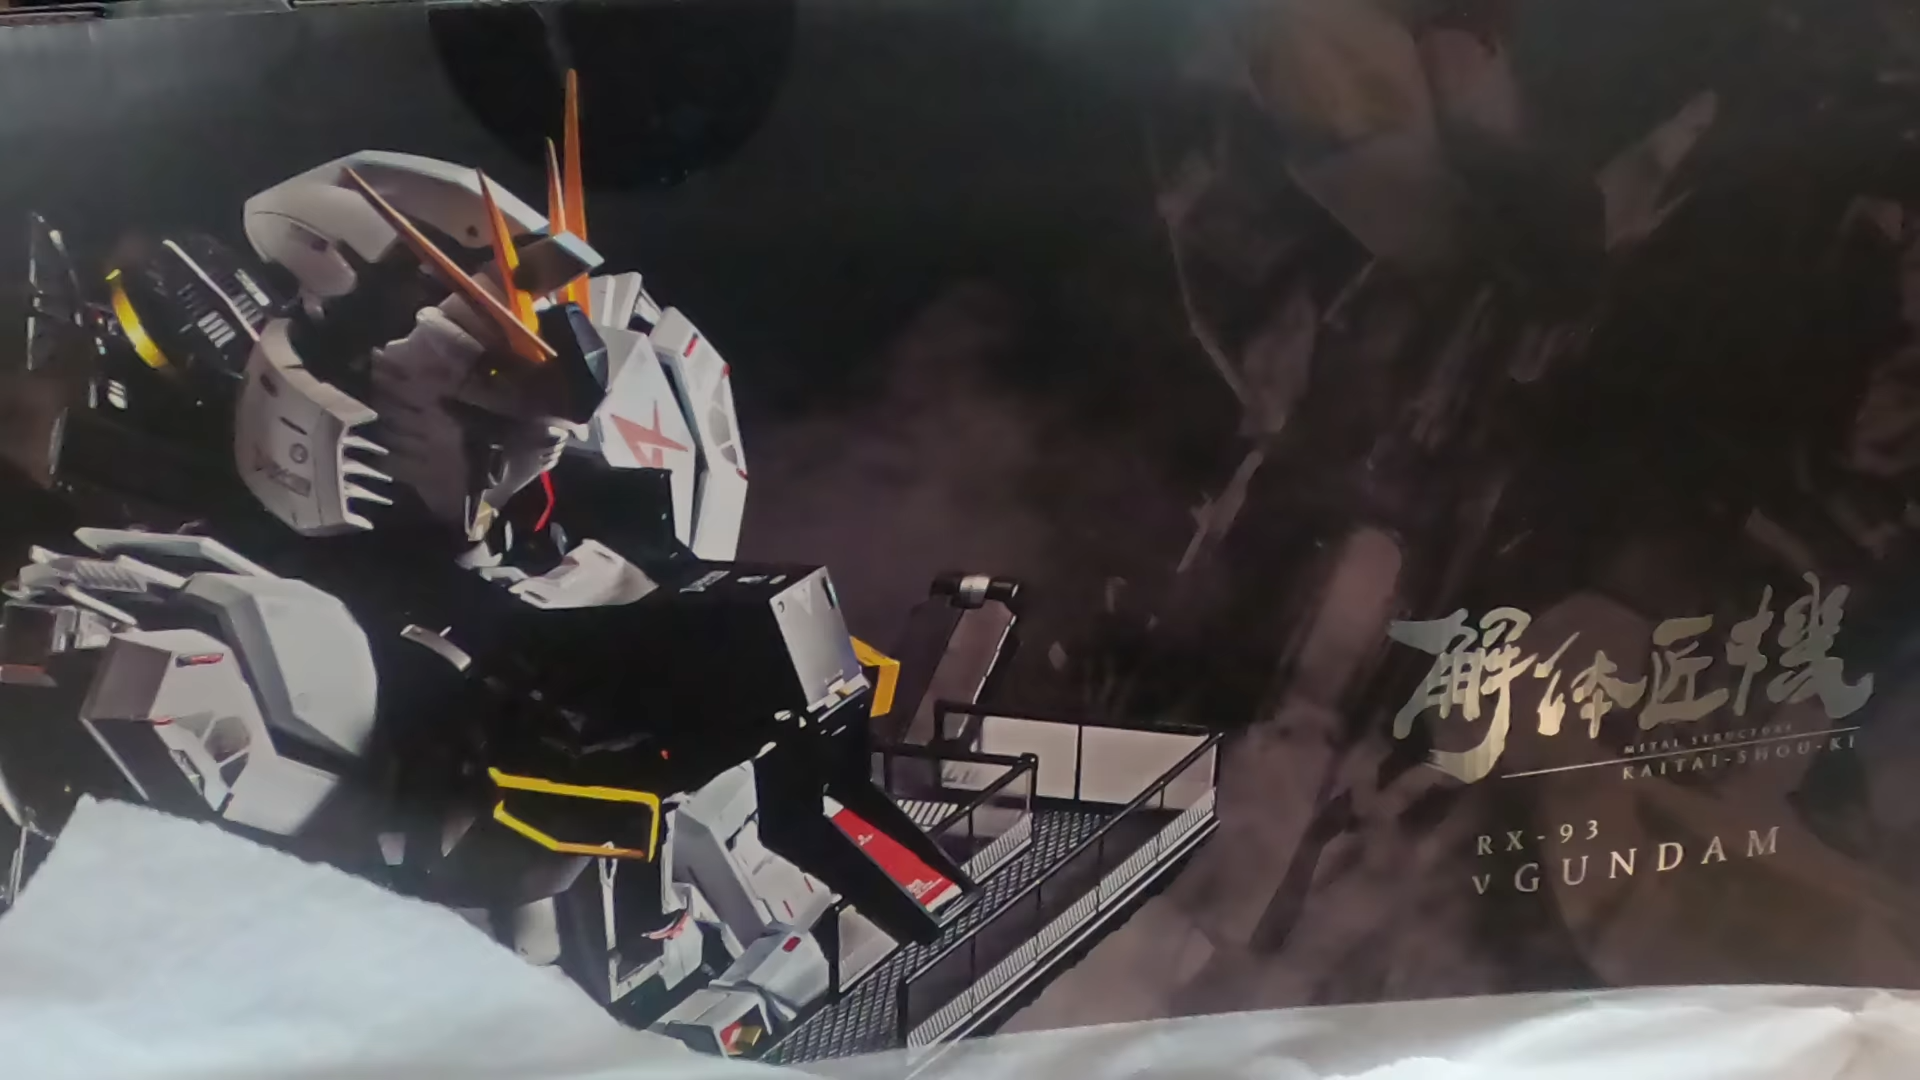 解体匠機
METAL STRUCTURE
KAITAI-SHOU-KI
RX-93
νGUNDAM